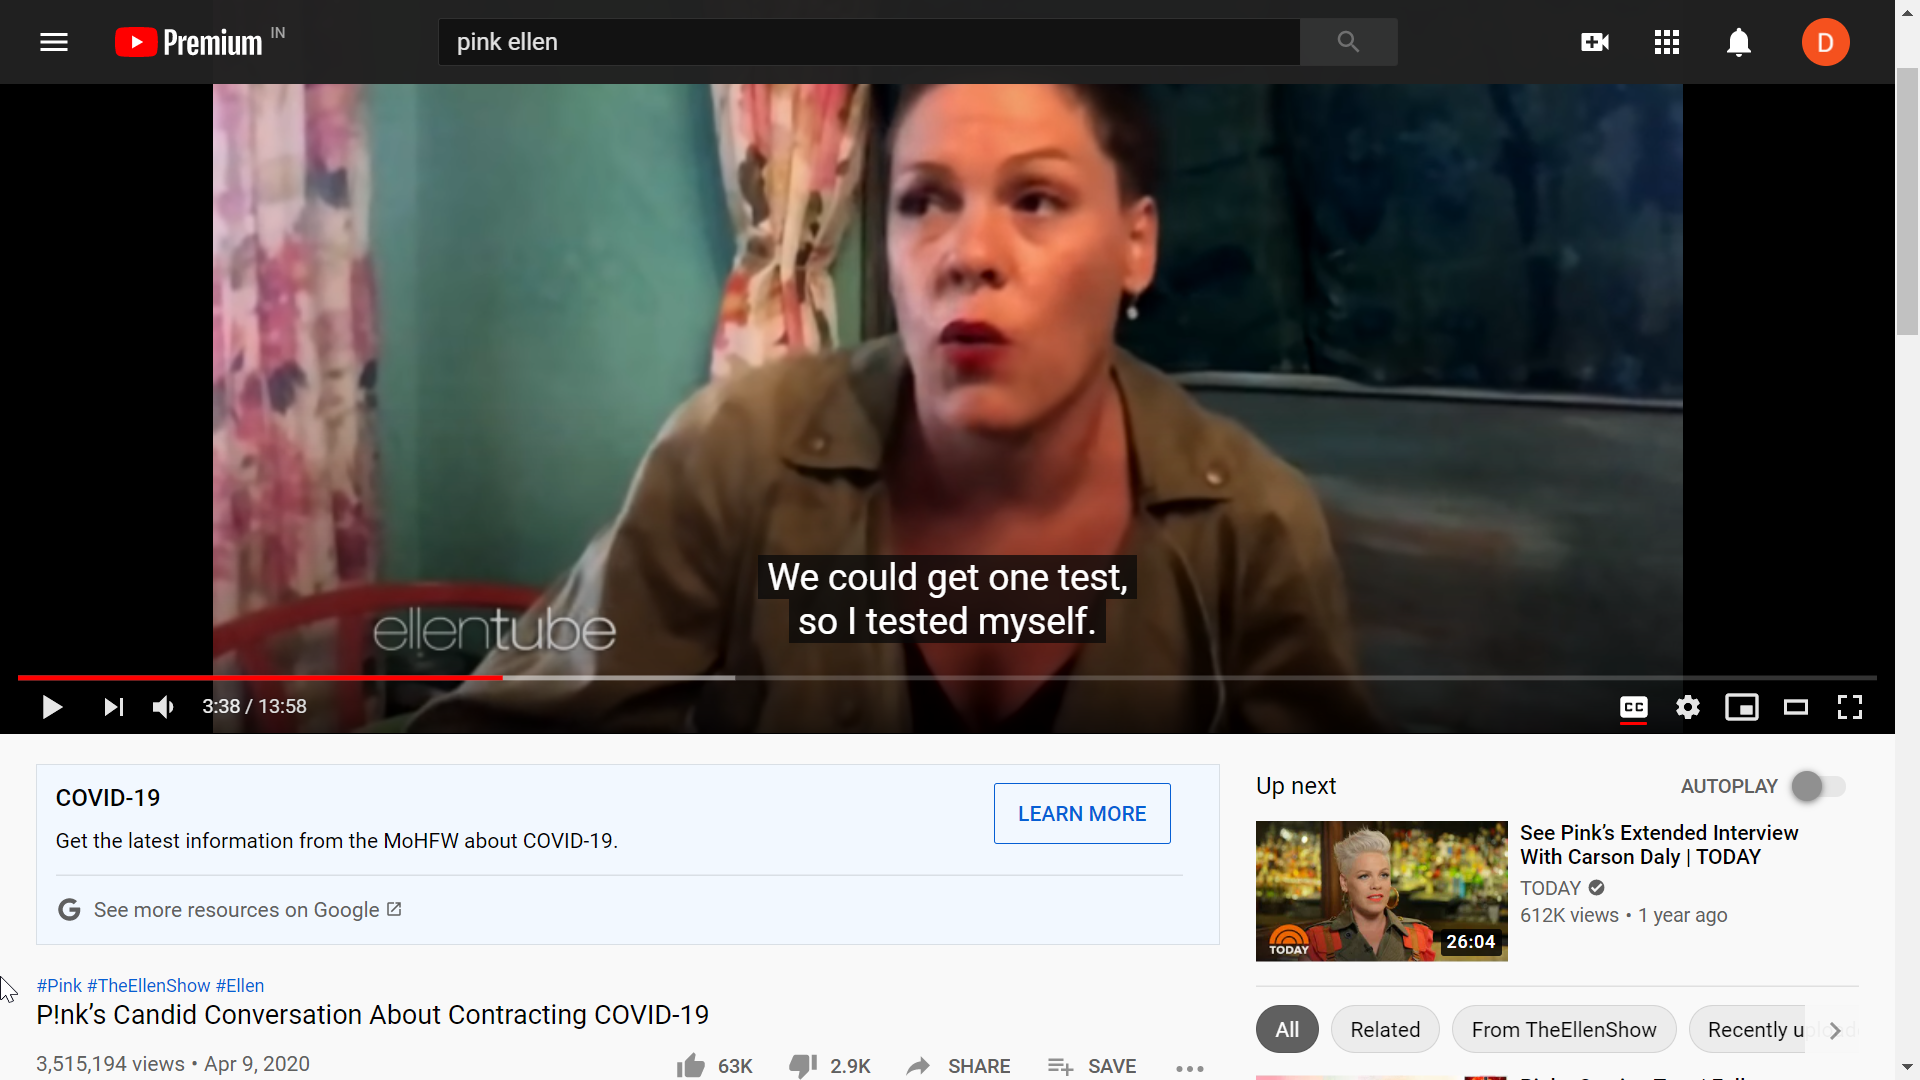 Premium IN
pink ellen
D
We could get one test,
so I tested myself.
ellentube
3:38 / 13:58
CC
COVID-19
Get the latest information from the MoHFW about COVID-19.
LEARN MORE
See more resources on Google
#Pink #TheEllenShow #Ellen
P!nk’s Candid Conversation About Contracting COVID-19
3,515,194 views • Apr 9, 2020
63K
2.9K
SHARE
SAVE
Up next
AUTOPLAY
TODAY
26:04
See Pink’s Extended Interview
With Carson Daly | TODAY
TODAY
612K views • 1 year ago
All
Related
From TheEllenShow
Recently